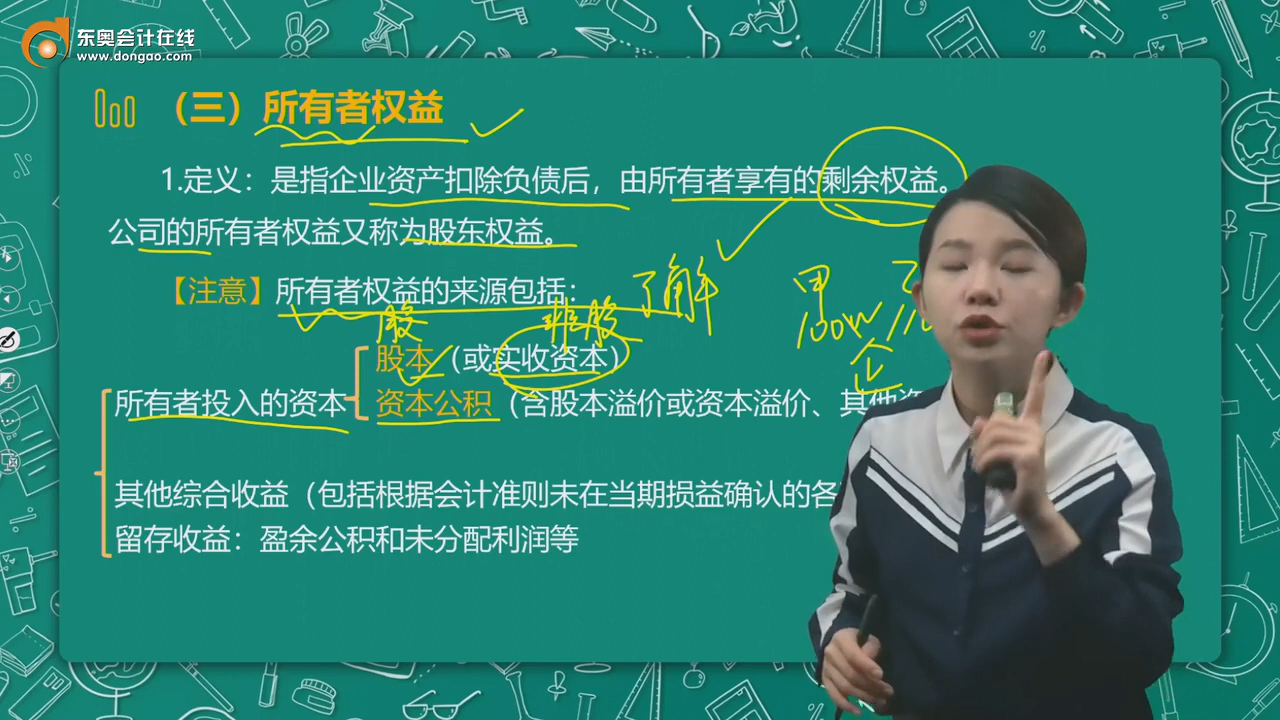 东奥会计在线
www.dongao.com
（三）所有者权益
1.定义：是指企业资产扣除负债后，由所有者享有的剩余权益。
公司的所有者权益又称为股东权益。
【注意】所有者权益的来源包括：
了解
甲
100W
股
非股
企
股本（或实收资本）
所有者投入的资本
资本公积（含股本溢价或资本溢价、其他
其他综合收益（包括根据会计准则未在当期损益确认的各
留存收益：盈余公积和未分配利润等